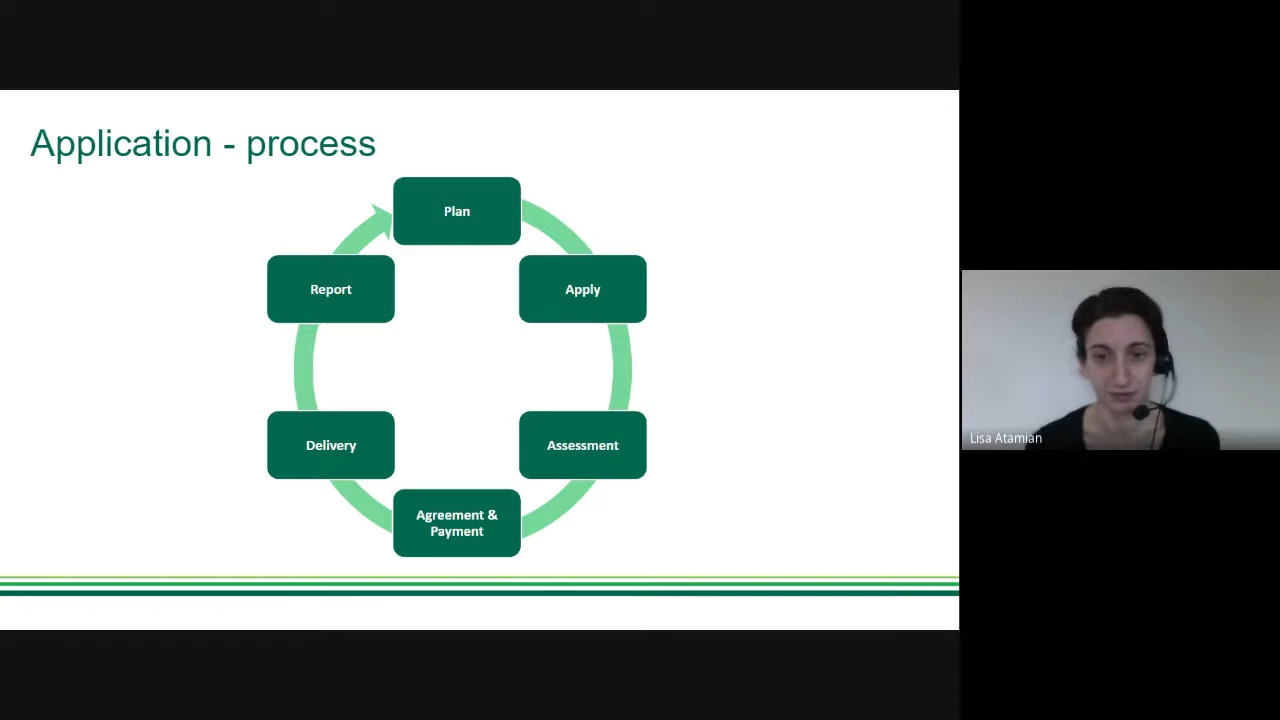 Application - process
Plan
Apply
Assessment
Agreement &
Payment
Delivery
Report
Lisa Atamian